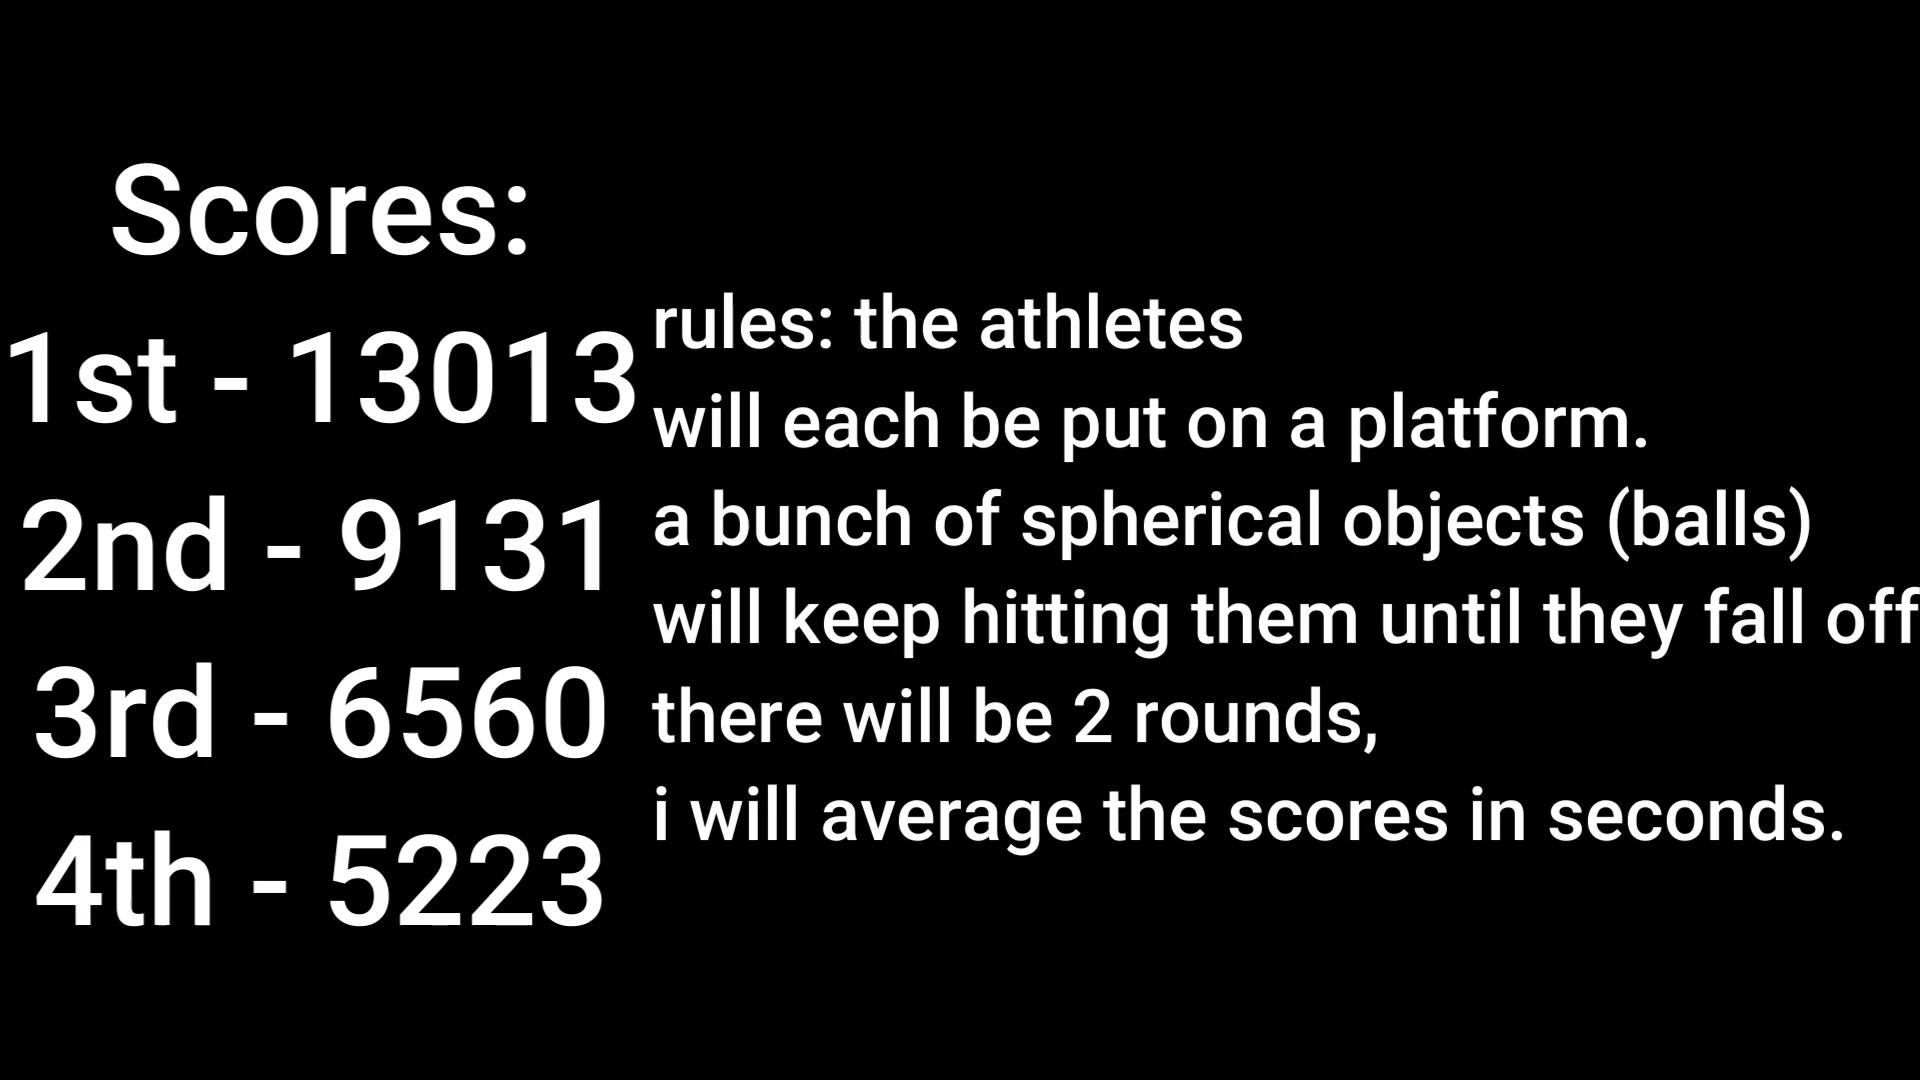 Scores:
1st - 13013
2nd - 9131
3rd - 6560
4th - 5223
rules: the athletes
will each be put on a platform.
a bunch of spherical objects (balls)
will keep hitting them until they fall off
there will be 2 rounds,
i will average the scores in seconds.